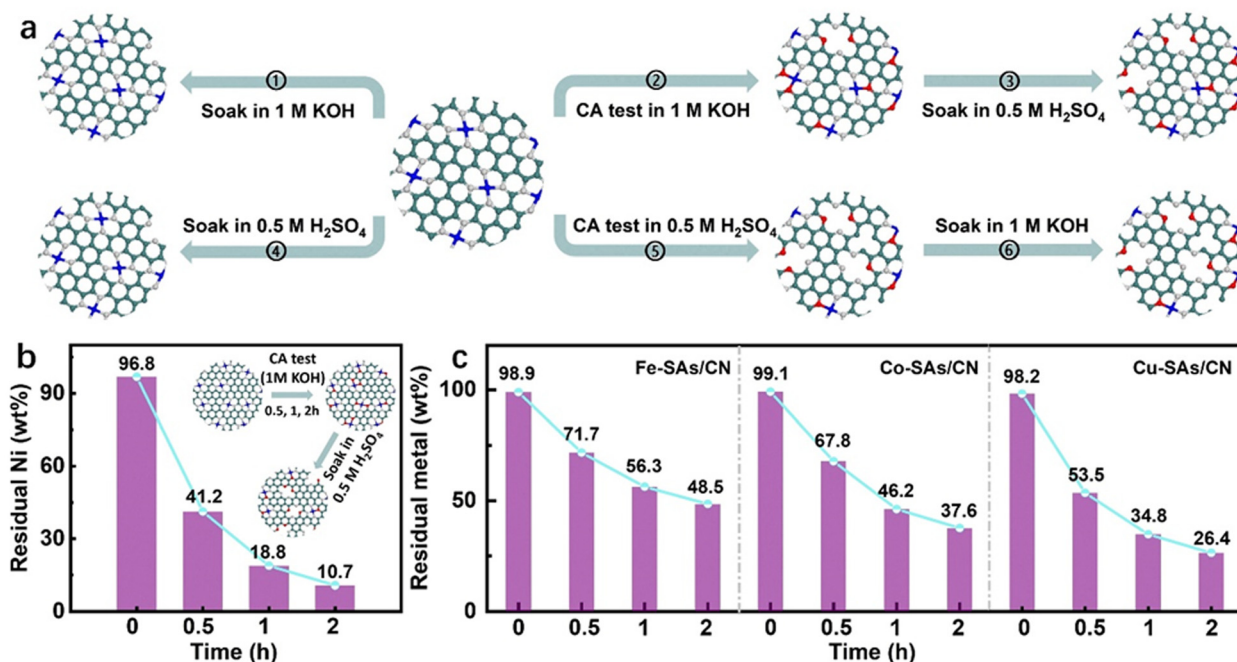 a
① Soak in 1 M KOH
② CA test in 1 M KOH
③ Soak in 0.5 M H₂SO₄
④ Soak in 0.5 M H₂SO₄
⑤ CA test in 0.5 M H₂SO₄
⑥ Soak in 1 M KOH
b
Residual Ni (wt%)
90
60
30
0
96.8
41.2
18.8
10.7
CA test
(1M KOH)
0.5, 1, 2h
Soak in
0.5 M H₂SO₄
0 0.5 1 2
Time (h)
c
Residual metal (wt%)
100
50
0
Fe-SAs/CN
98.9
71.7
56.3
48.5
Co-SAs/CN
99.1
67.8
46.2
37.6
Cu-SAs/CN
98.2
53.5
34.8
26.4
0 0.5 1 2 0 0.5 1 2 0 0.5 1 2
Time (h)